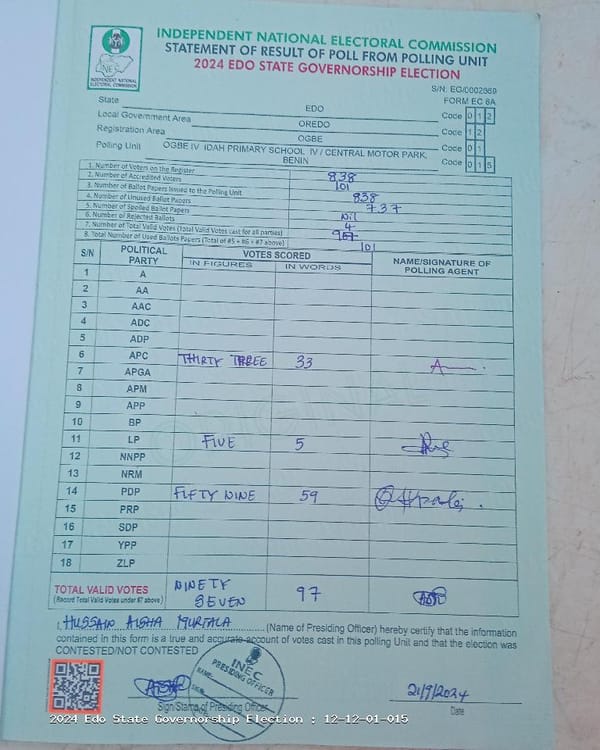 INDEPENDENT NATIONAL ELECTORAL COMMISSION
STATEMENT OF RESULT OF POLL FROM POLLING UNIT
2024 EDO STATE GOVERNORSHIP ELECTION
INEC
INDEPENDENT NATIONAL ELECTORAL COMMISSION
S/N: EG/0002669
FORM EC 8A
State EDO Code 0 1 2
Local Government Area OREDO Code 1 2
Registration Area OGBE Code 0 1
Polling Unit OGBE IV IDAH PRIMARY SCHOOL IV / CENTRAL MOTOR PARK, BENIN Code 0 1 5
1. Number of Voters on the Register 838
2. Number of Accredited Voters 101
3. Number of Ballot Papers Issued to the Polling Unit 838
4. Number of Unused Ballot Papers 737
5. Number of Spoiled Ballot Papers Nil
6. Number of Rejected Ballots 4
7. Number of Total Valid Votes (Total Valid Votes cast for all parties) 97
8. Total Number of Used Ballots Papers (Total of #5 + #6 + #7 above) 101
S/N POLITICAL PARTY VOTES SCORED NAME/SIGNATURE OF POLLING AGENT
IN FIGURES IN WORDS
1 A
2 AA
3 AAC
4 ADC
5 ADP
6 APC THIRTY THREE 33
7 APGA
8 APM
9 APP
10 BP
11 LP FIVE 5
12 NNPP
13 NRM
14 PDP FIFTY NINE 59
15 PRP
16 SDP
17 YPP
18 ZLP
TOTAL VALID VOTES NINETY SEVEN 97
(Record Total Valid Votes under #7 above)
I, HUSSAIN AISHA MURTALA (Name of Presiding Officer) hereby certify that the information
contained in this form is a true and accurate account of votes cast in this polling Unit and that the election was
CONTESTED/NOT CONTESTED
INEC
PRESIDING OFFICER
NAME
SIGN
21/9/2024
Sign/Stamp of Presiding Officer Date
2024 Edo State Governorship Election : 12-12-01-015